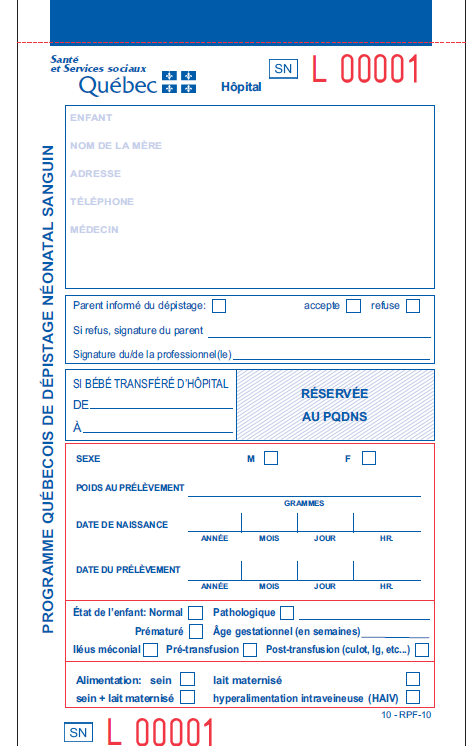 Santé
et Services sociaux
Québec
Hôpital
SN
L 00001
PROGRAMME QUÉBECOIS DE DÉPISTAGE NÉONATAL SANGUIN
ENFANT
NOM DE LA MÈRE
ADRESSE
TÉLÉPHONE
MÉDECIN
Parent informé du dépistage: accepte refuse
Si refus, signature du parent
Signature du/de la professionnel(le)
SI BÉBÉ TRANSFÉRÉ D'HÔPITAL
DE
À
RÉSERVÉE
AU PQDNS
SEXE M F
POIDS AU PRÉLÈVEMENT
GRAMMES
DATE DE NAISSANCE
ANNÉE MOIS JOUR HR.
DATE DU PRÉLÈVEMENT
ANNÉE MOIS JOUR HR.
État de l'enfant: Normal Pathologique
Prématuré Âge gestationnel (en semaines)
Iléus méconial Pré-transfusion Post-transfusion (culot, Ig, etc...)
Alimentation: sein lait maternisé
sein + lait maternisé hyperalimentation intraveineuse (HAIV)
10 - RPF-10
SN
L 00001